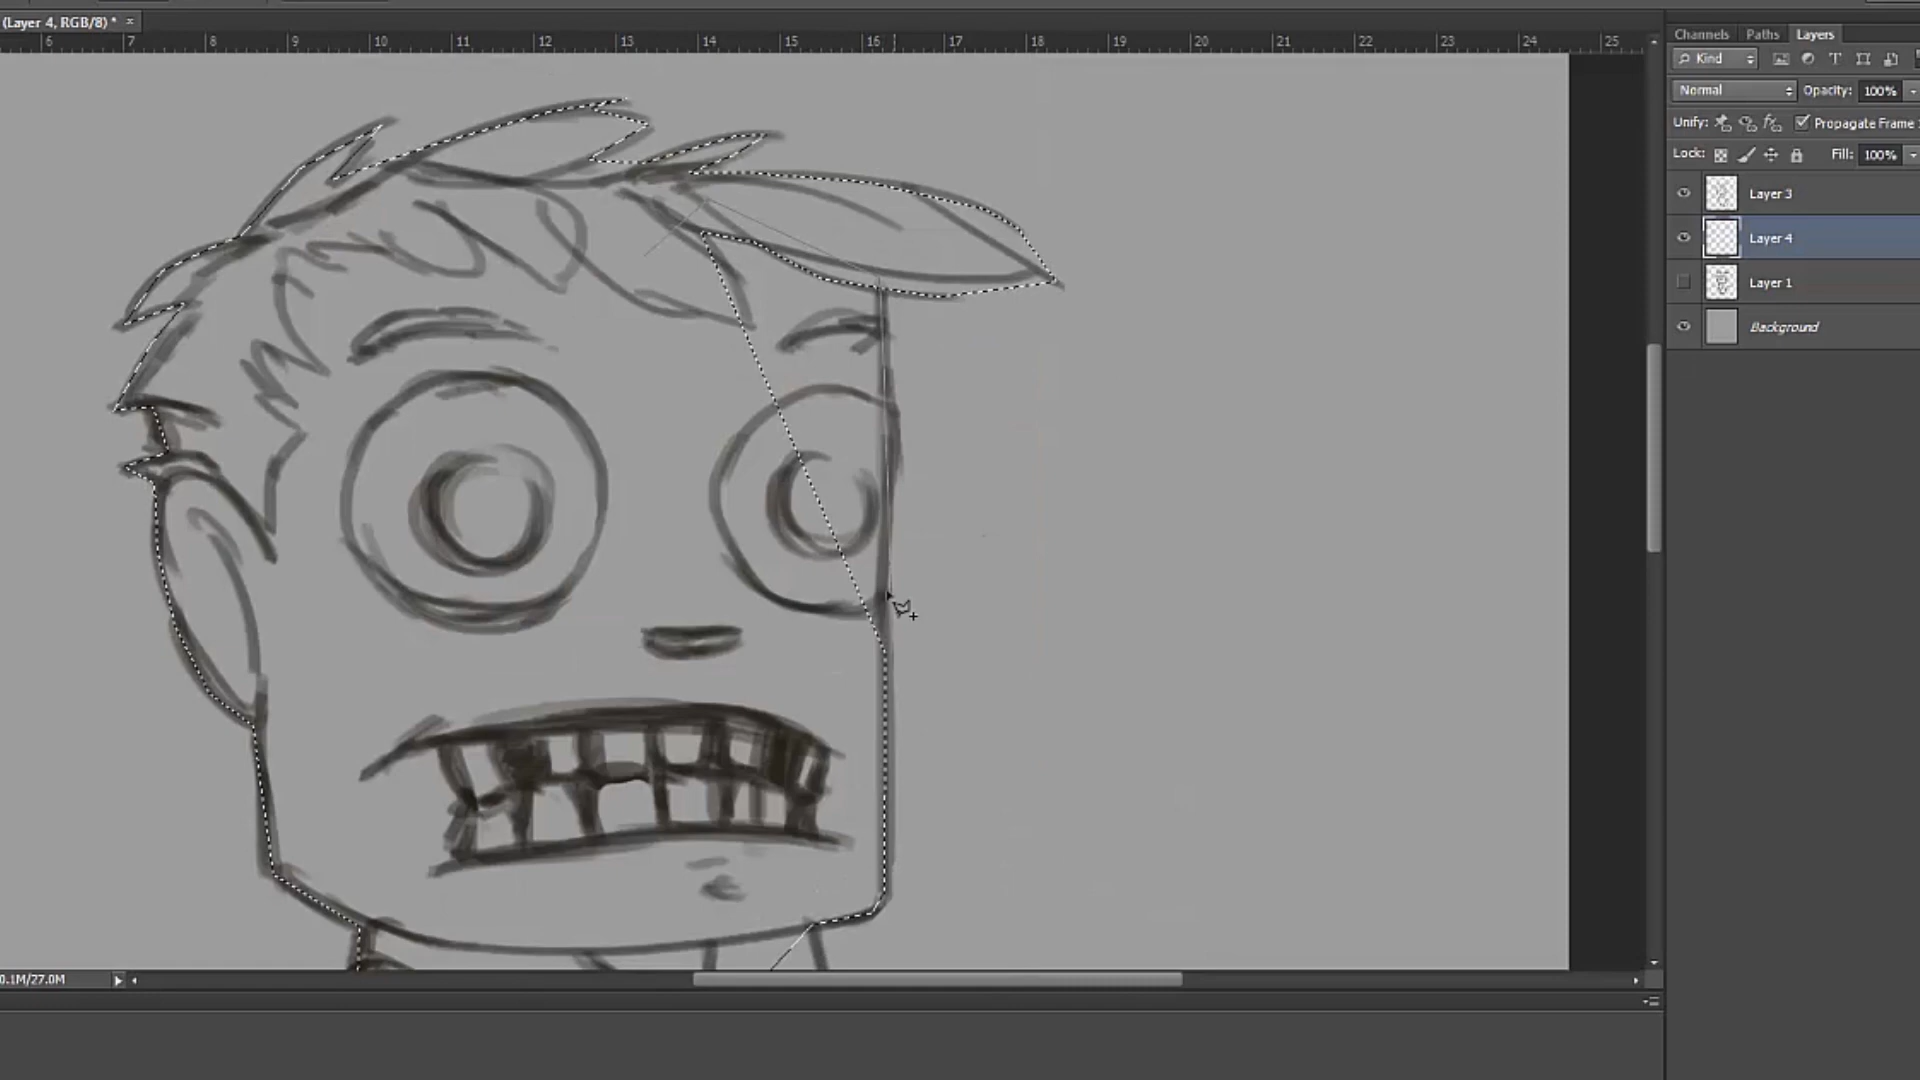 (Layer 4, RGB/8) * ×
6 7 8 9 10 11 12 13 14 15 16 17 18 19 20 21 22 23 24 25
Channels Paths Layers
Kind
Normal Opacity: 100%
Unify: Propagate Frame
Lock: Fill: 100%
Layer 3
Layer 4
Layer 1
Background
0.1M/27.0M